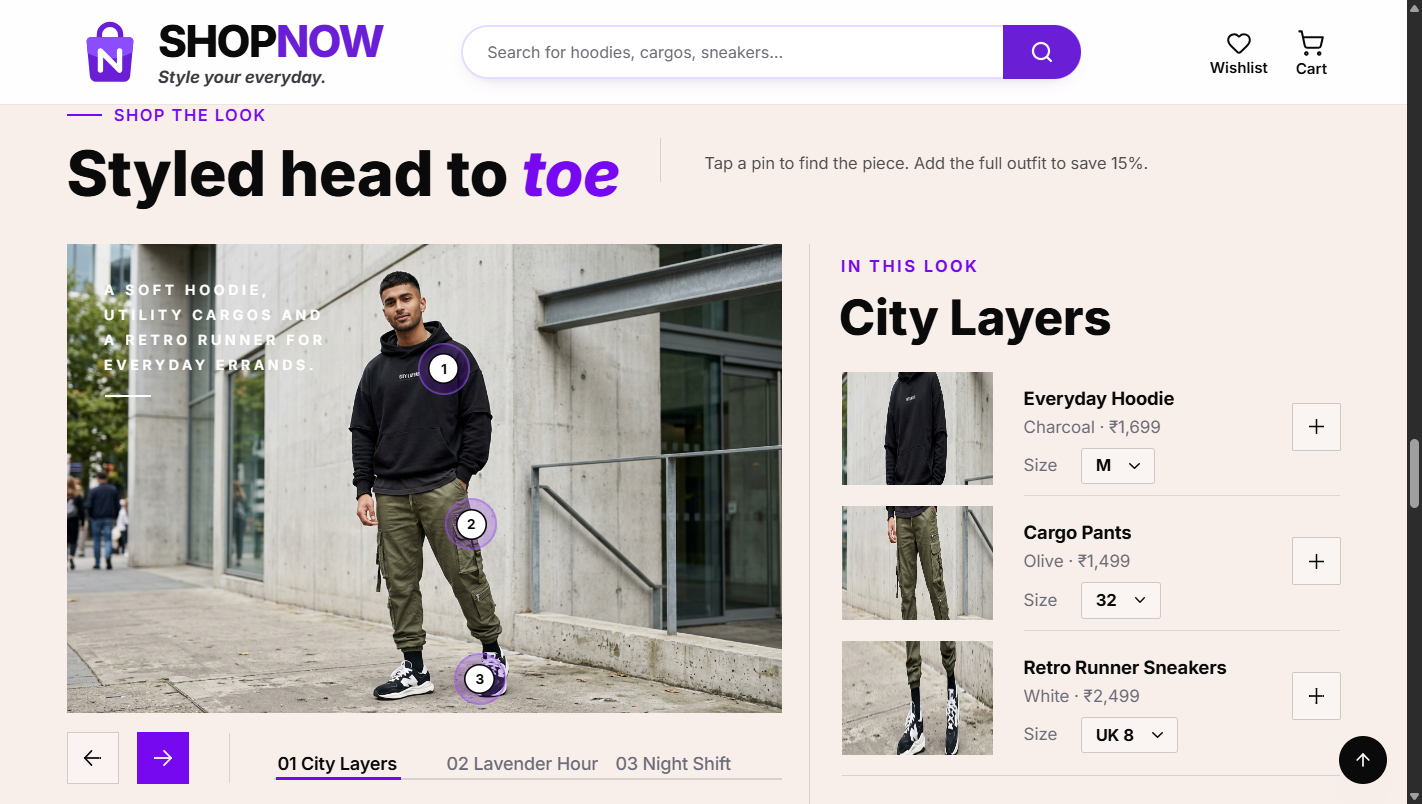 SHOPNOW
Style your everyday.
Search for hoodies, cargos, sneakers...
Wishlist
Cart
SHOP THE LOOK
Styled head to toe
Tap a pin to find the piece. Add the full outfit to save 15%.
A SOFT HOODIE,
UTILITY CARGOS AND
A RETRO RUNNER FOR
EVERYDAY ERRANDS.
1
2
3
01 City Layers
02 Lavender Hour
03 Night Shift
IN THIS LOOK
City Layers
Everyday Hoodie
Charcoal · ₹1,699
Size
M
Cargo Pants
Olive · ₹1,499
Size
32
Retro Runner Sneakers
White · ₹2,499
Size
UK 8